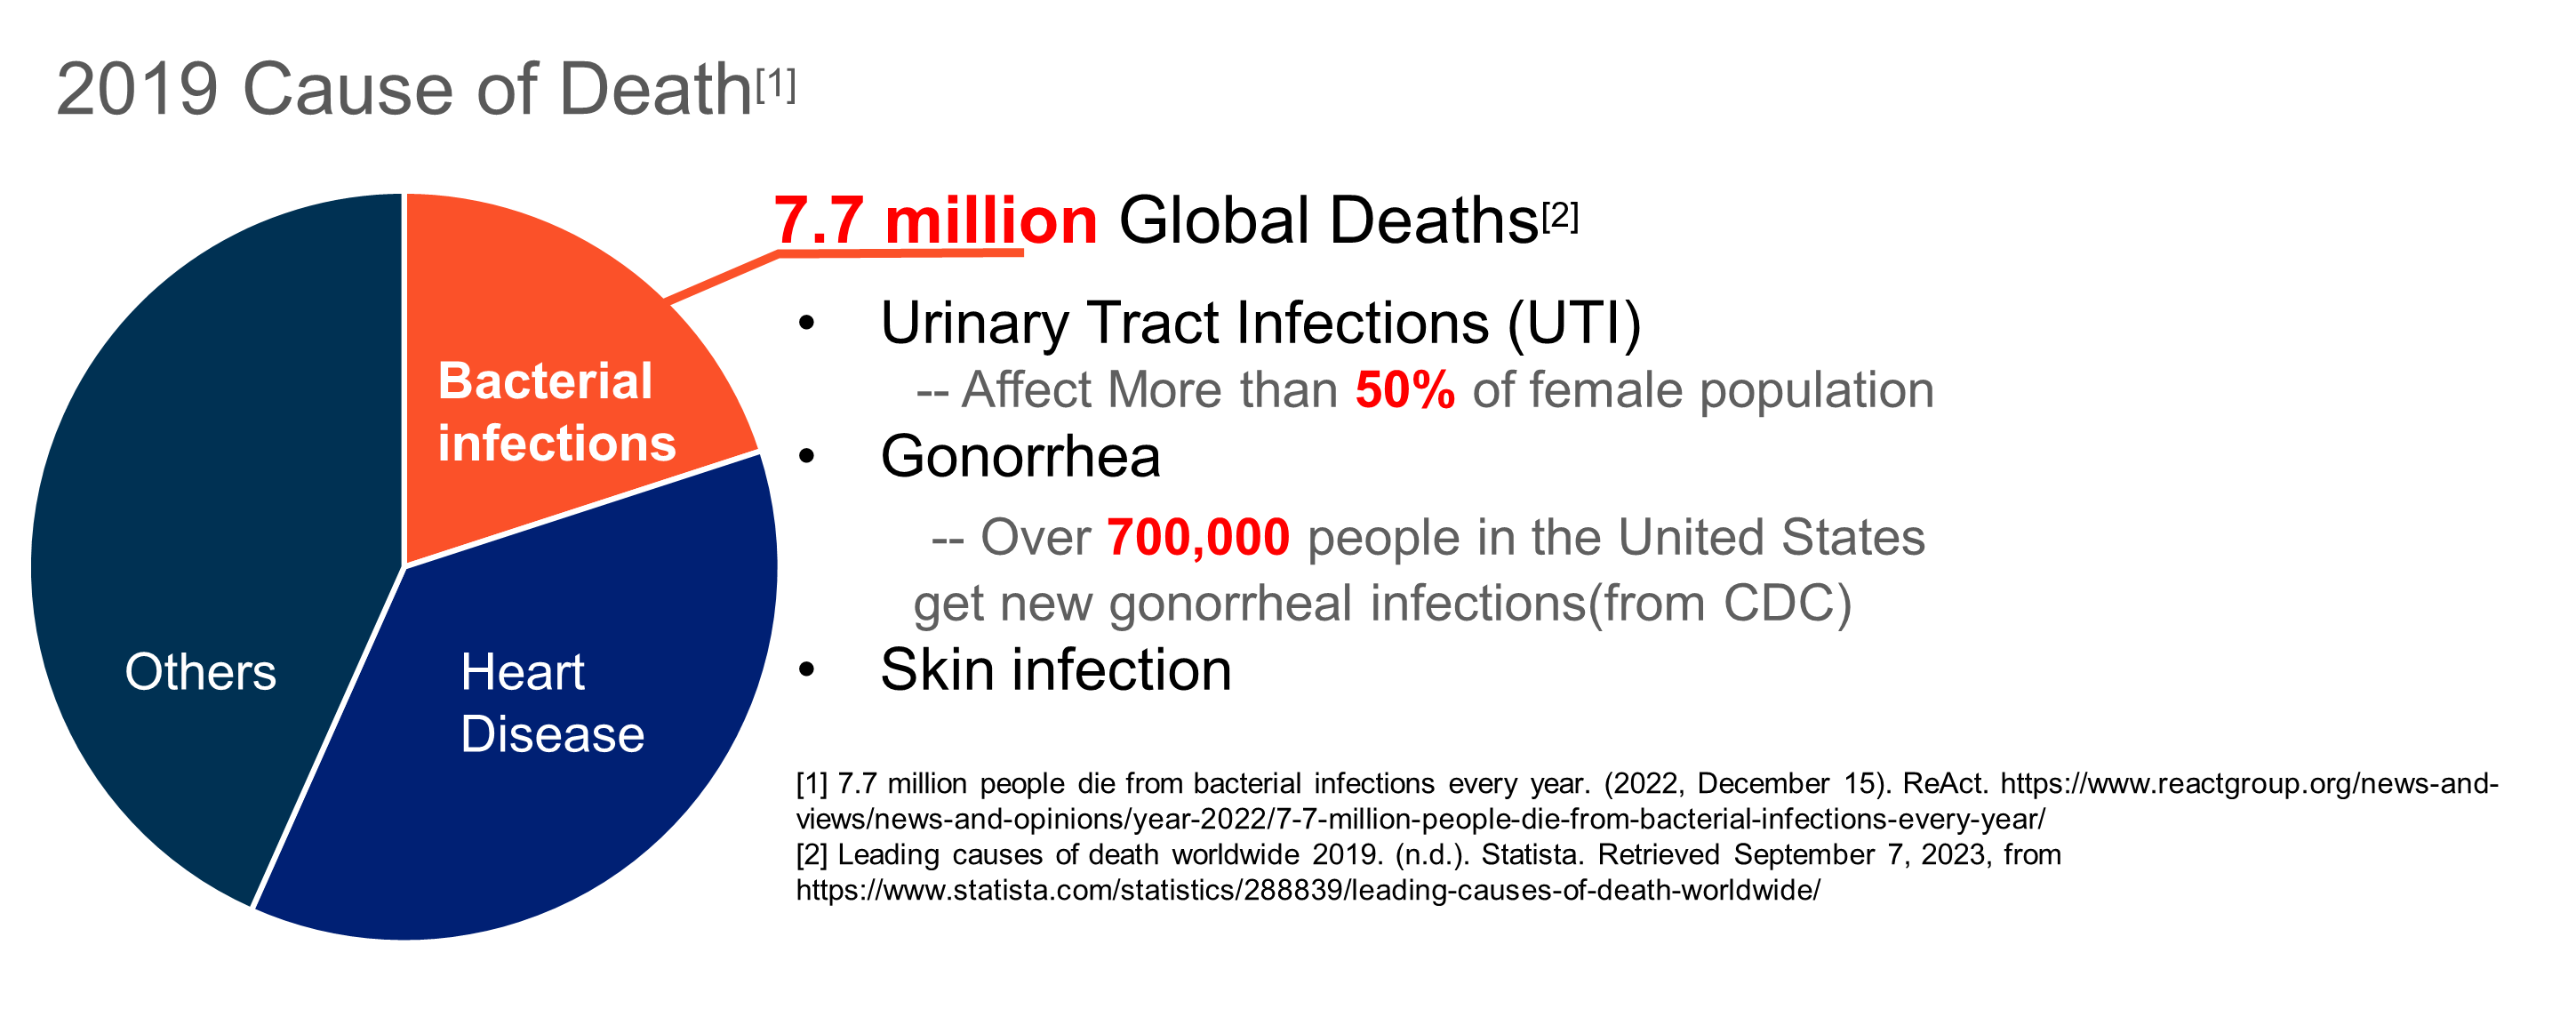 2019 Cause of Death[1]
7.7 million Global Deaths[2]
• Urinary Tract Infections (UTI)
-- Affect More than 50% of female population
• Gonorrhea
-- Over 700,000 people in the United States
get new gonorrheal infections(from CDC)
• Skin infection
Bacterial
infections
Others
Heart
Disease
[1] 7.7 million people die from bacterial infections every year. (2022, December 15). ReAct. https://www.reactgroup.org/news-and-
views/news-and-opinions/year-2022/7-7-million-people-die-from-bacterial-infections-every-year/
[2] Leading causes of death worldwide 2019. (n.d.). Statista. Retrieved September 7, 2023, from
https://www.statista.com/statistics/288839/leading-causes-of-death-worldwide/